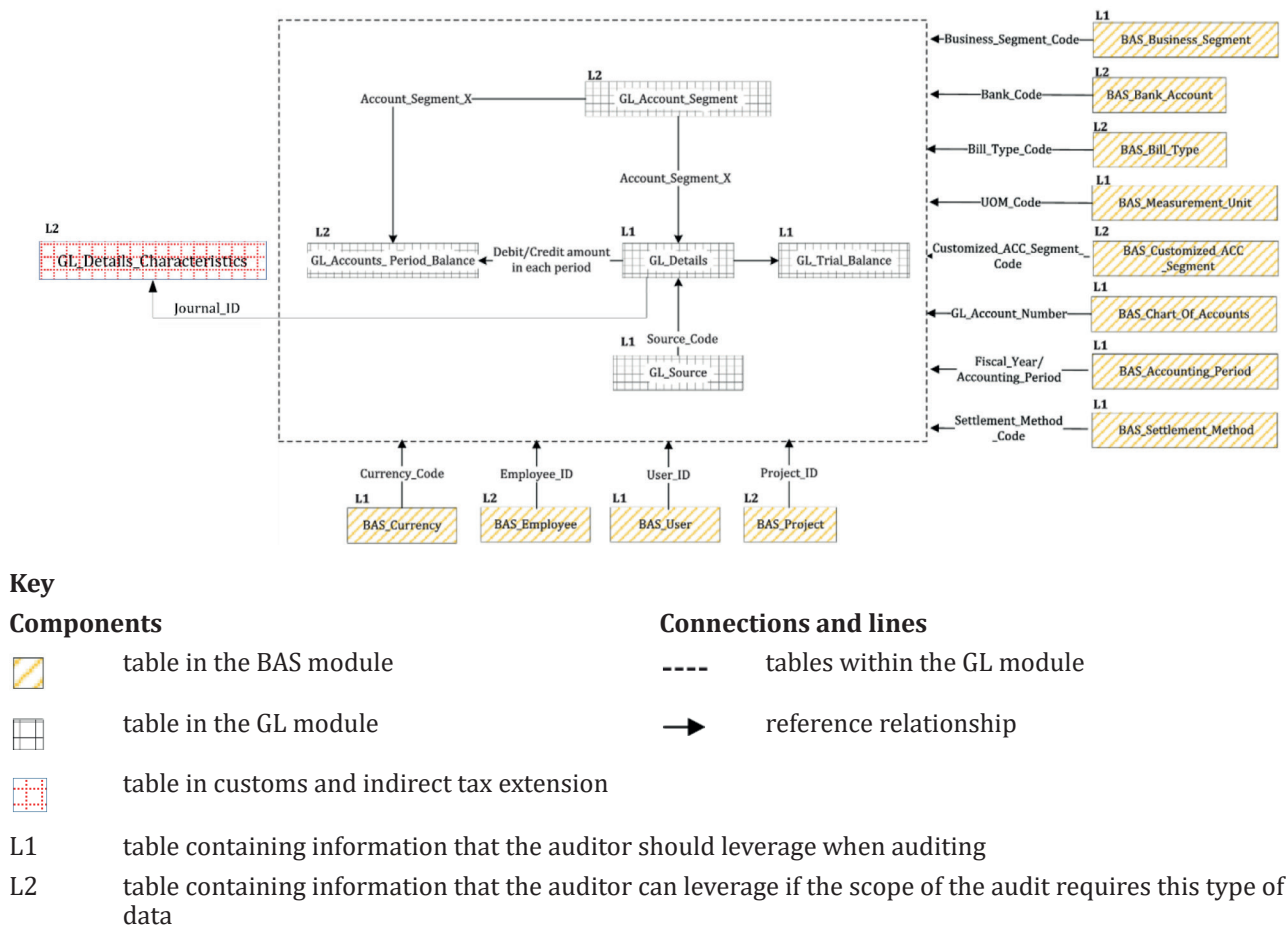 L1
Business_Segment_Code
BAS_Business_Segment
L2
GL_Account_Segment
Account_Segment_X
L2
Bank_Code
BAS_Bank_Account
L2
Bill_Type_Code
BAS_Bill_Type
Account_Segment_X
L1
UOM_Code
BAS_Measurement_Unit
L2
GL_Details_Characteristics
L2
GL_Accounts_ Period_Balance
Debit/Credit amount
in each period
L1
GL_Details
L1
GL_Trial_Balance
Customized_ACC_Segment_
Code
L2
BAS_Customized_ACC
_Segment
Journal_ID
L1
GL_Account_Number
BAS_Chart_Of_Accounts
Source_Code
L1
GL_Source
Fiscal_Year/
Accounting_Period
L1
BAS_Accounting_Period
Settlement_Method
_Code
L1
BAS_Settlement_Method
Currency_Code
Employee_ID
User_ID
Project_ID
L1
BAS_Currency
L2
BAS_Employee
L1
BAS_User
L2
BAS_Project
Key
Components
Connections and lines
table in the BAS module
tables within the GL module
table in the GL module
reference relationship
table in customs and indirect tax extension
L1 table containing information that the auditor should leverage when auditing
L2 table containing information that the auditor can leverage if the scope of the audit requires this type of
data